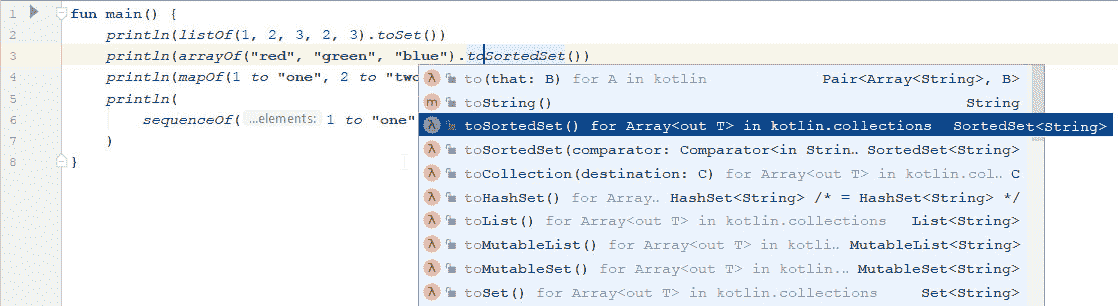 1 fun main() {
2 println(listOf(1, 2, 3, 2, 3).toSet())
3 println(arrayOf("red", "green", "blue").toSortedSet())
4 println(mapOf(1 to "one", 2 to "two
5 println(
6 sequenceOf( ...elements: 1 to "one"
7 )
8 }
to(that: B) for A in kotlin Pair<Array<String>, B>
toString() String
toSortedSet() for Array<out T> in kotlin.collections SortedSet<String>
toSortedSet(comparator: Comparator<in Strin.. SortedSet<String>
toCollection(destination: C) for Array<out T> in kotlin.col... C
toHashSet() for Array.. HashSet<String> /* = HashSet<String> */
toList() for Array<out T> in kotlin.collections List<String>
toMutableList() for Array<out T> in kotli... MutableList<String>
toMutableSet() for Array<out T> in kotlin... MutableSet<String>
toSet() for Array<out T> in kotlin.collections Set<String>